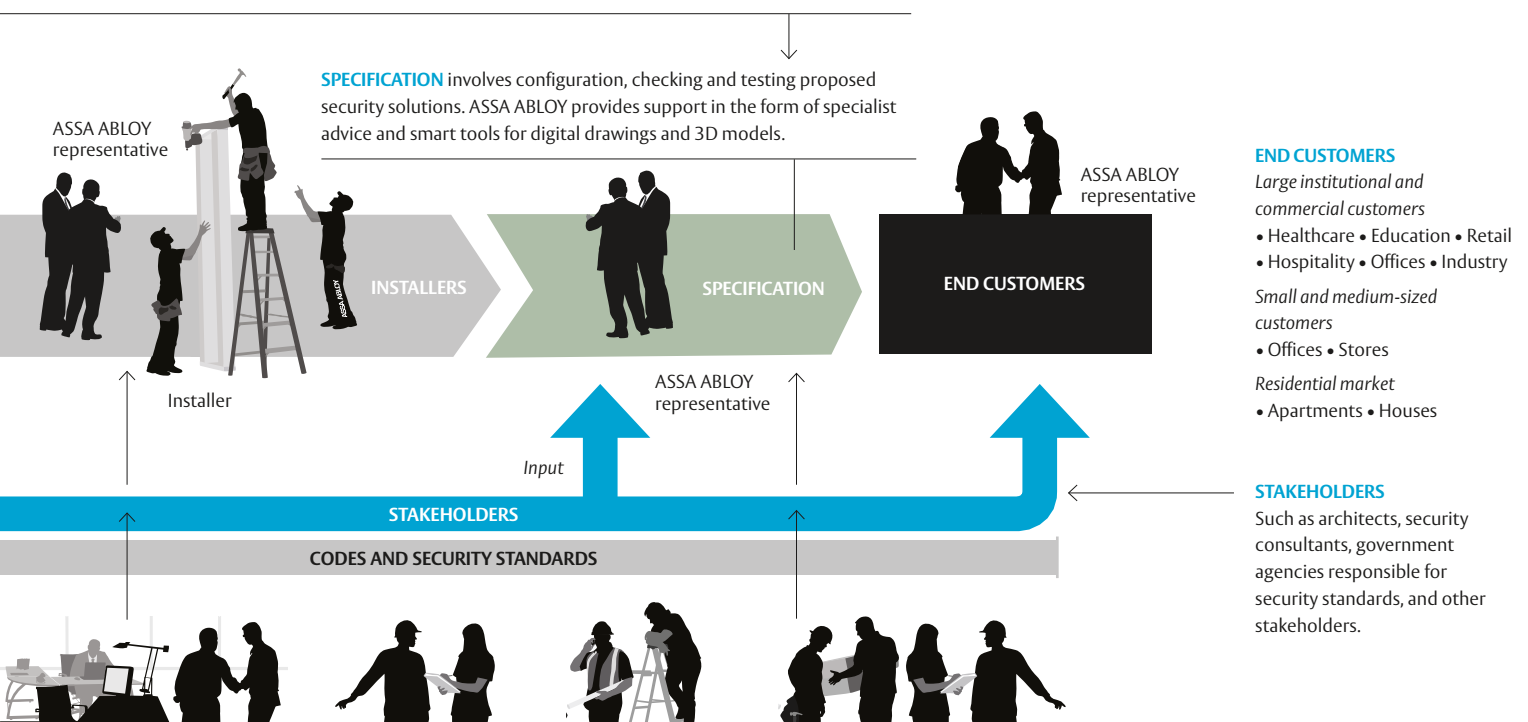 SPECIFICATION involves configuration, checking and testing proposed
security solutions. ASSA ABLOY provides support in the form of specialist
advice and smart tools for digital drawings and 3D models.
ASSA ABLOY
representative
ASSA ABLOY
representative
INSTALLERS
ASSA ABLOY
SPECIFICATION
END CUSTOMERS
Installer
ASSA ABLOY
representative
Input
STAKEHOLDERS
CODES AND SECURITY STANDARDS
END CUSTOMERS
Large institutional and
commercial customers
• Healthcare • Education • Retail
• Hospitality • Offices • Industry
Small and medium-sized
customers
• Offices • Stores
Residential market
• Apartments • Houses
STAKEHOLDERS
Such as architects, security
consultants, government
agencies responsible for
security standards, and other
stakeholders.